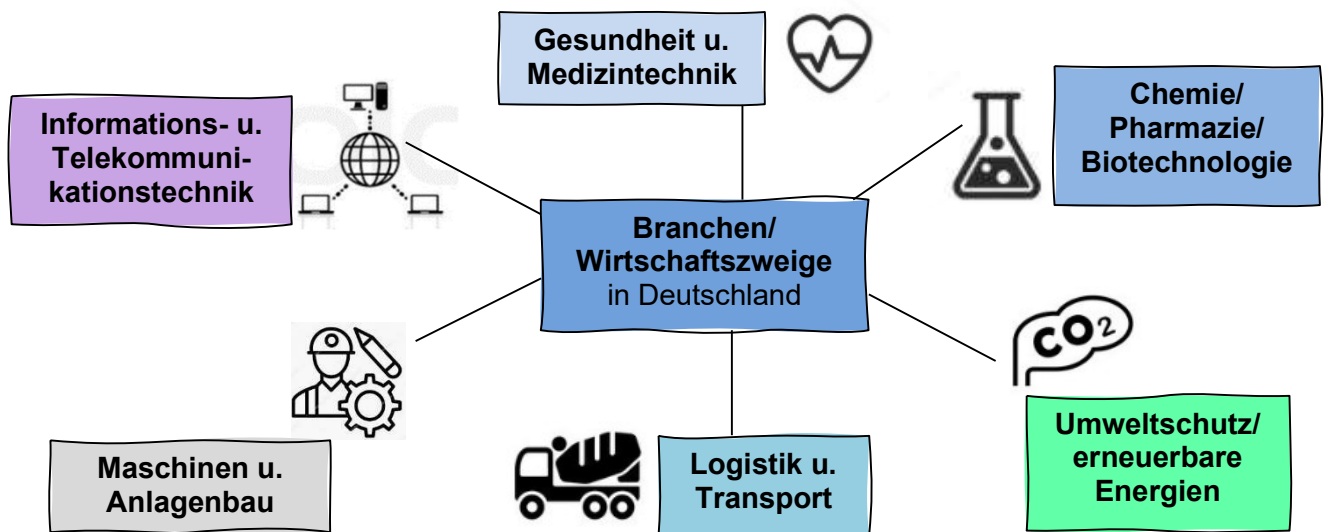 Gesundheit u.
Medizintechnik
Informations- u.
Telekommuni-
kationstechnik
Chemie/
Pharmazie/
Biotechnologie
Branchen/
Wirtschaftszweige
in Deutschland
CO2
Maschinen u.
Anlagenbau
Logistik u.
Transport
Umweltschutz/
erneuerbare
Energien